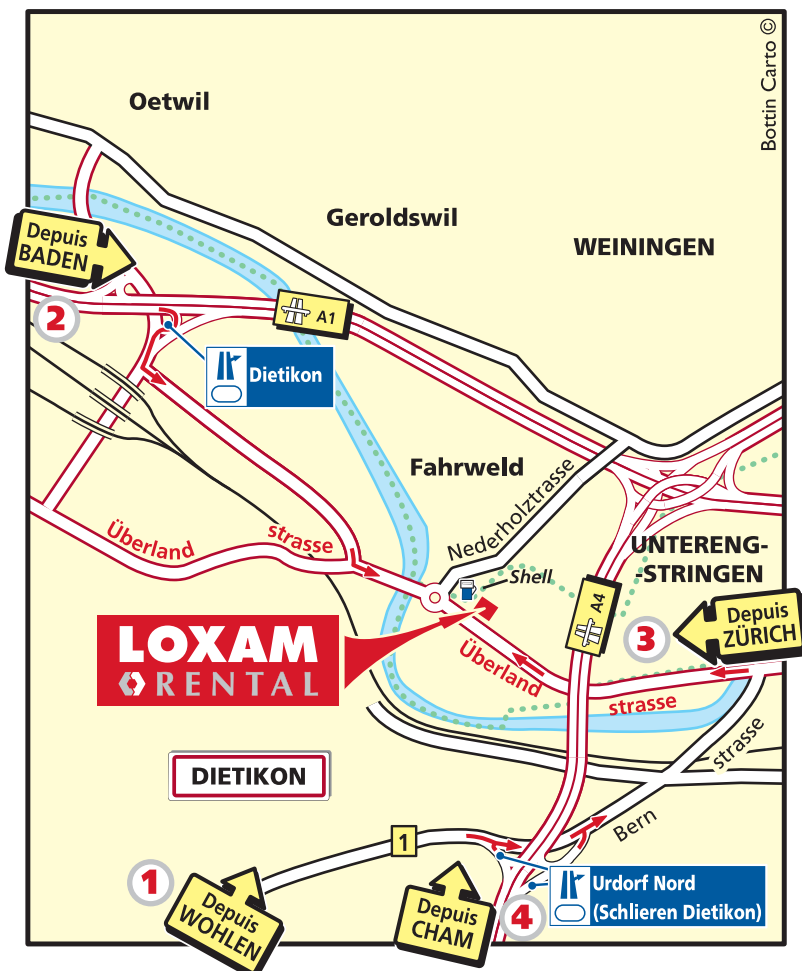 Bottin Carto ©
Oetwil
Geroldswil
WEININGEN
Depuis
BADEN
2
A1
Dietikon
Fahrweld
Nederholztrasse
Überland
strasse
Shell
UNTERENG-
-STRINGEN
A4
3
Depuis
ZÜRICH
LOXAM
RENTAL
Überland
strasse
strasse
DIETIKON
1
Bern
1
Depuis
WOHLEN
Depuis
CHAM
4
Urdorf Nord
(Schlieren Dietikon)